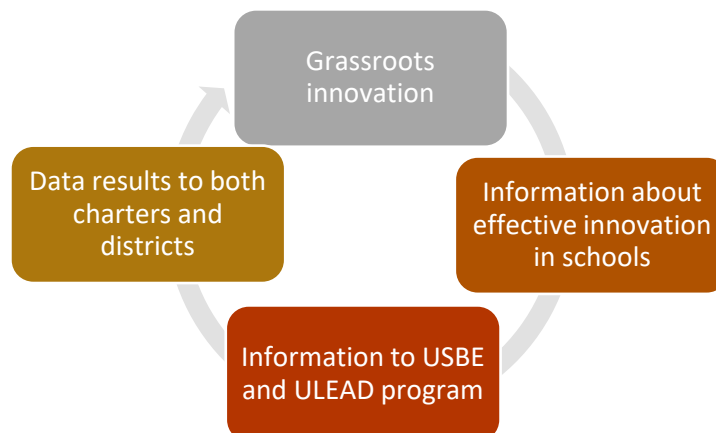 Grassroots
innovation
Information about
effective innovation
in schools
Information to USBE
and ULEAD program
Data results to both
charters and
districts